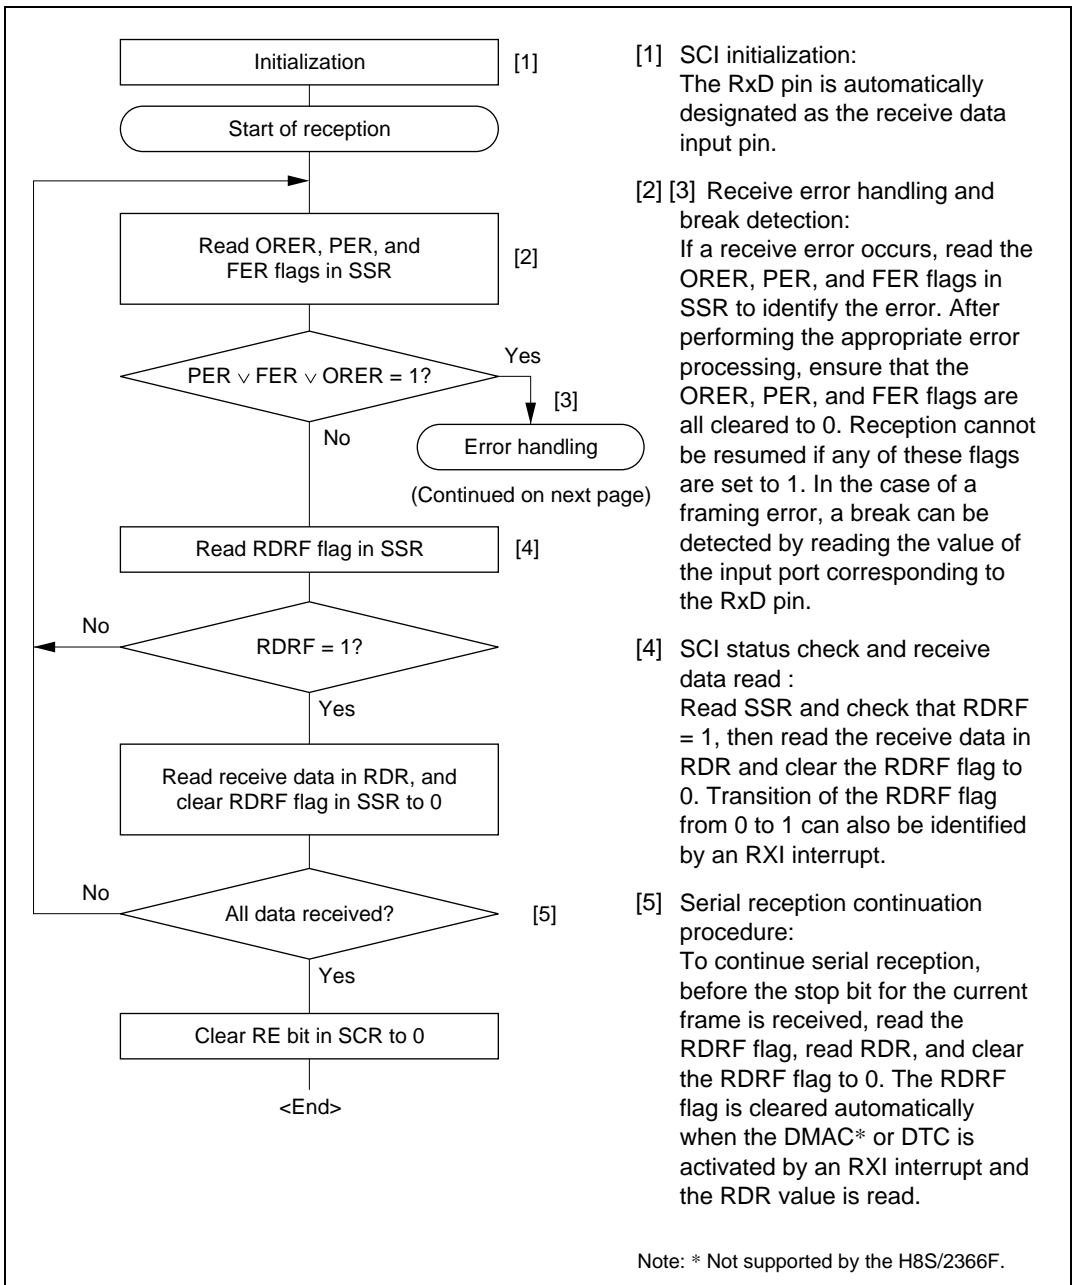 Initialization
[1]
Start of reception
Read ORER, PER, and
FER flags in SSR
[2]
PER ∨ FER ∨ ORER = 1?
Yes
[3]
No
Error handling
(Continued on next page)
Read RDRF flag in SSR
[4]
No
RDRF = 1?
Yes
Read receive data in RDR, and
clear RDRF flag in SSR to 0
No
All data received?
[5]
Yes
Clear RE bit in SCR to 0
<End>
[1] SCI initialization:
The RxD pin is automatically
designated as the receive data
input pin.
[2] [3] Receive error handling and
break detection:
If a receive error occurs, read the
ORER, PER, and FER flags in
SSR to identify the error. After
performing the appropriate error
processing, ensure that the
ORER, PER, and FER flags are
all cleared to 0. Reception cannot
be resumed if any of these flags
are set to 1. In the case of a
framing error, a break can be
detected by reading the value of
the input port corresponding to
the RxD pin.
[4] SCI status check and receive
data read :
Read SSR and check that RDRF
= 1, then read the receive data in
RDR and clear the RDRF flag to
0. Transition of the RDRF flag
from 0 to 1 can also be identified
by an RXI interrupt.
[5] Serial reception continuation
procedure:
To continue serial reception,
before the stop bit for the current
frame is received, read the
RDRF flag, read RDR, and clear
the RDRF flag to 0. The RDRF
flag is cleared automatically
when the DMAC* or DTC is
activated by an RXI interrupt and
the RDR value is read.
Note: * Not supported by the H8S/2366F.